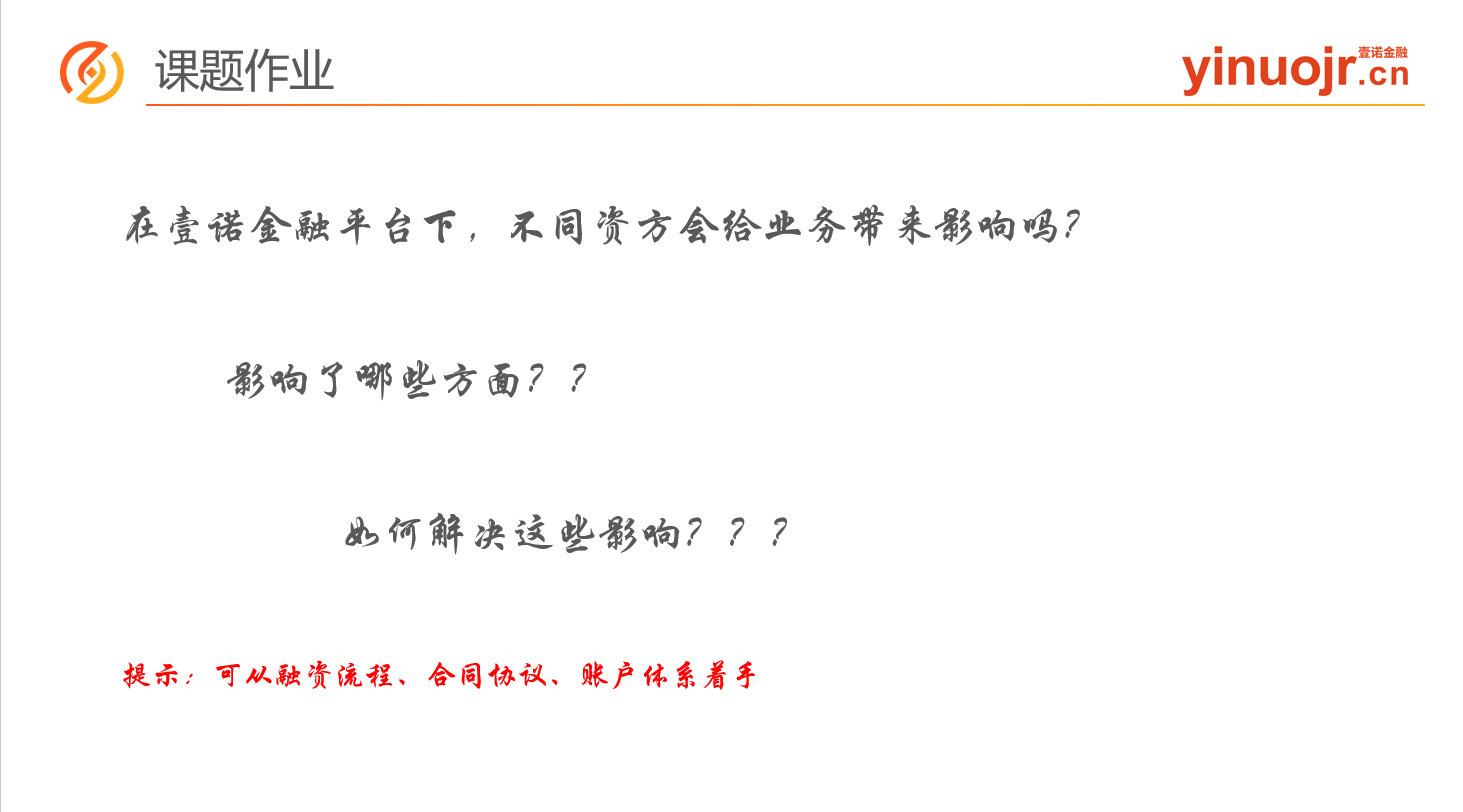 课题作业
yinuojr.cn
壹诺金融
在壹诺金融平台下，不同资方会给业务带来影响吗？
影响了哪些方面？？
如何解决这些影响？？？
提示：可从融资流程、合同协议、账户体系着手